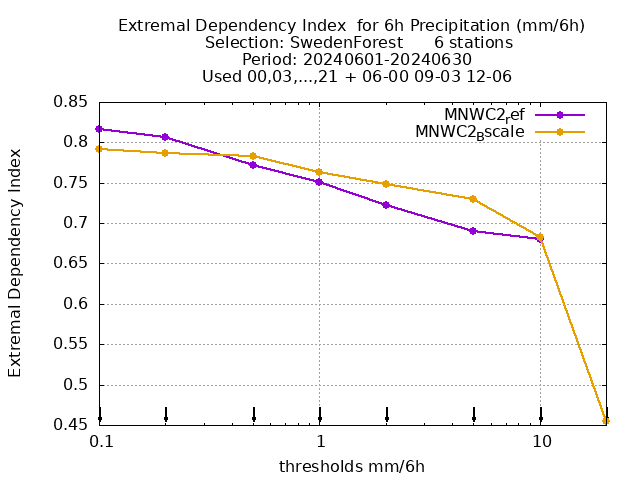 Extremal Dependency Index  for 6h Precipitation (mm/6h)
Selection: SwedenForest      6 stations
Period: 20240601-20240630
Used 00,03,...,21 + 06-00 09-03 12-06
MNWC2ref
MNWC2Bscale
0.85
0.8
0.75
0.7
0.65
0.6
0.55
0.5
0.45
Extremal Dependency Index
0.1
1
10
thresholds mm/6h